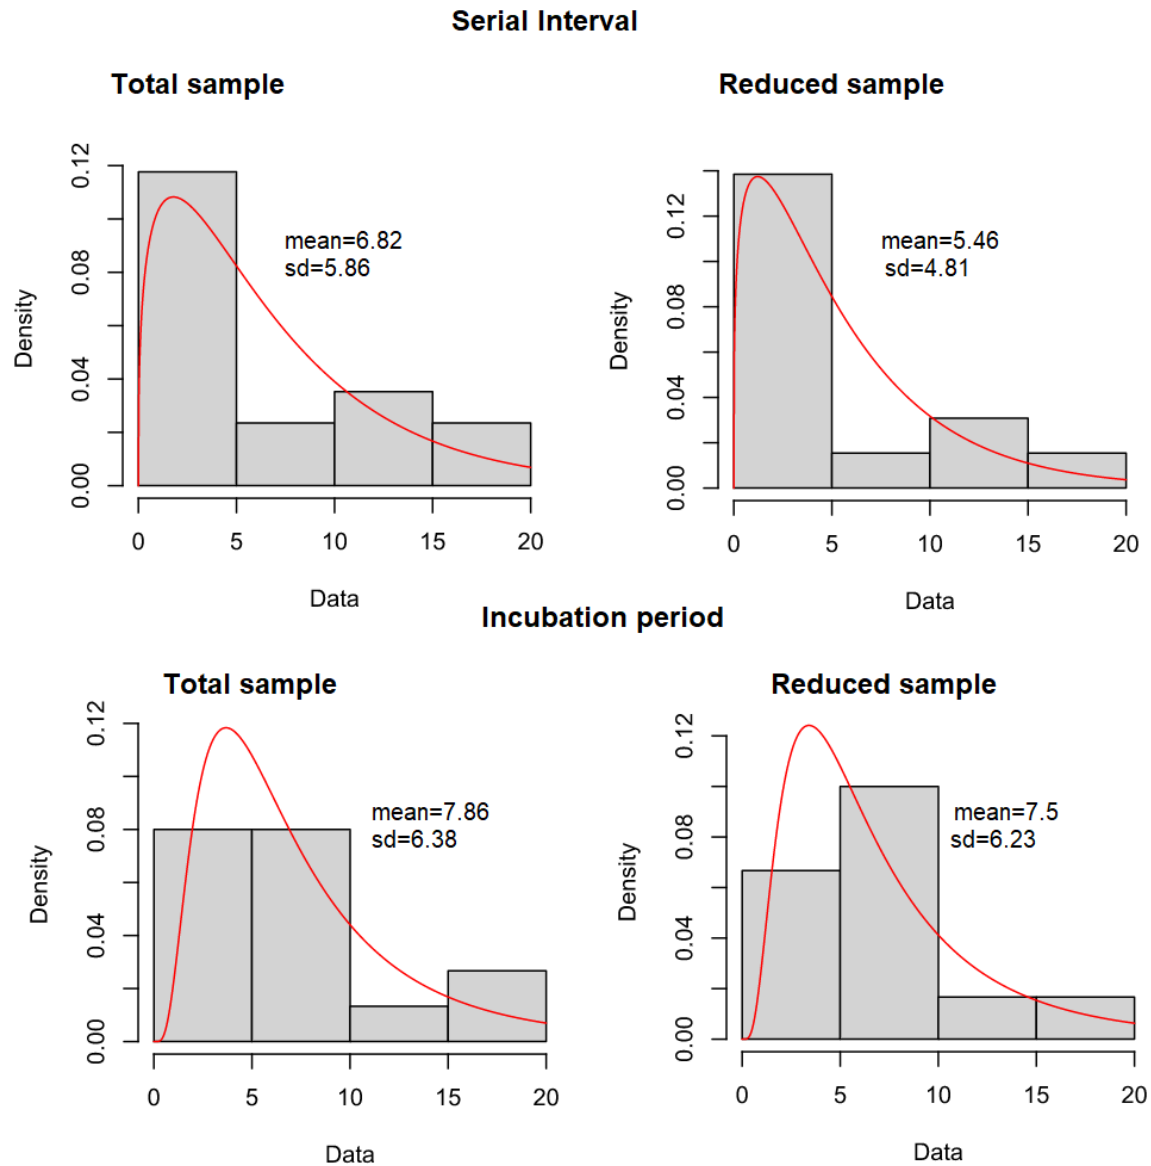 Serial Interval
Total sample
Reduced sample
0.12
0.08
0.04
0.00
Density
mean=6.82
sd=5.86
0 5 10 15 20
Data
0.12
0.08
0.04
0.00
Density
mean=5.46
sd=4.81
0 5 10 15 20
Data
Incubation period
Total sample
Reduced sample
0.12
0.08
0.04
0.00
Density
mean=7.86
sd=6.38
0 5 10 15 20
Data
0.12
0.08
0.04
0.00
Density
mean=7.5
sd=6.23
0 5 10 15 20
Data